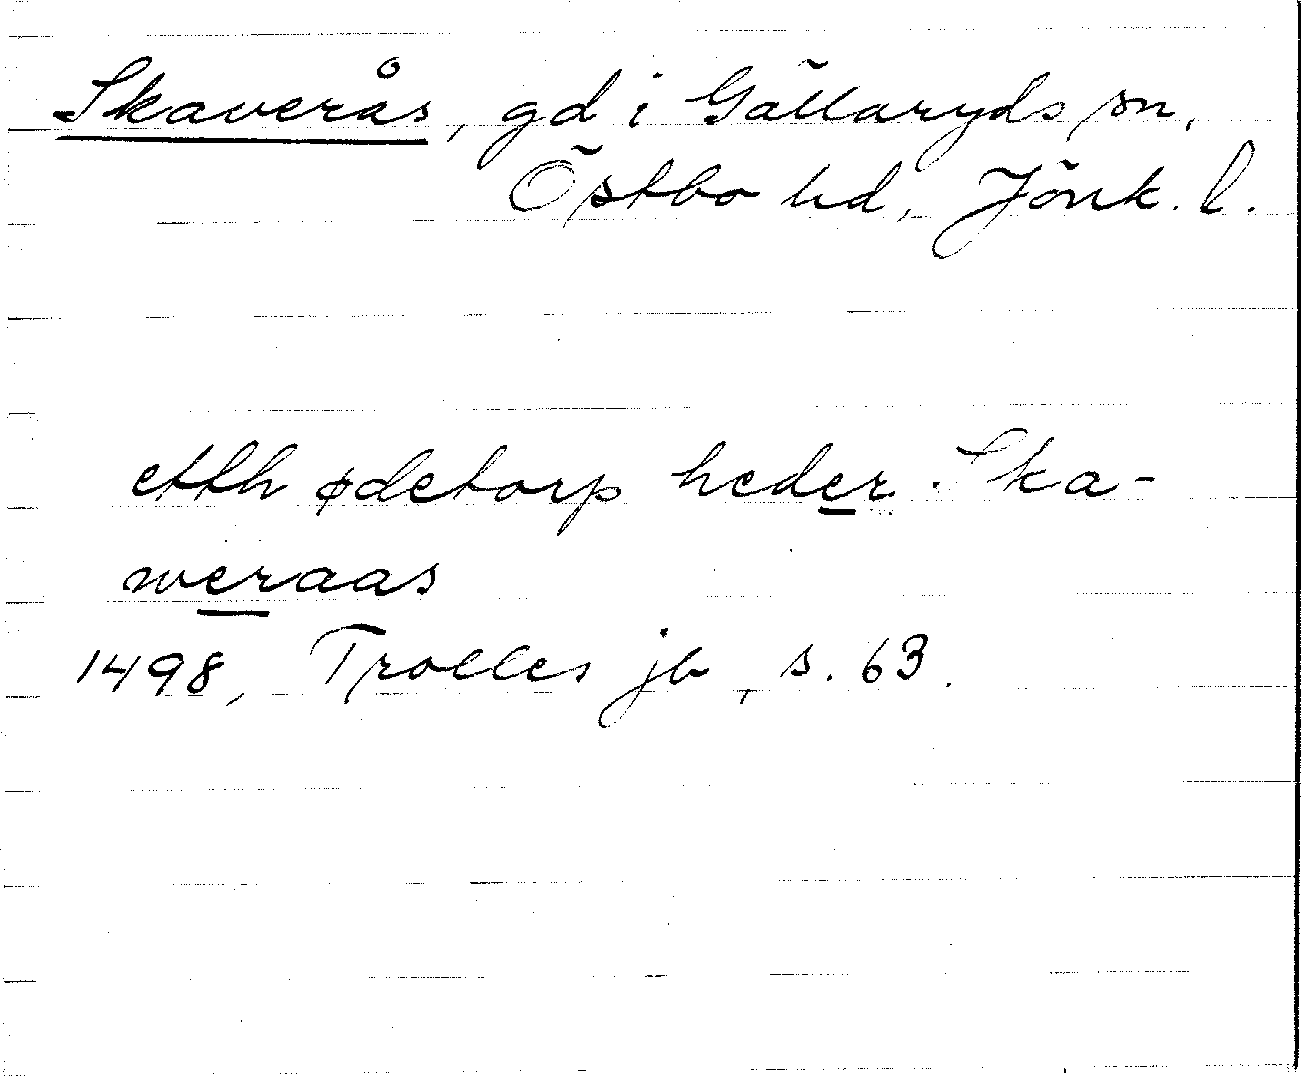 Skaverås, gd i Gällaryds sn,
Östbo hd, Jönk. l.
etth ødetorp heder Ska-
weraas
1498, Trolles jb, s. 63.